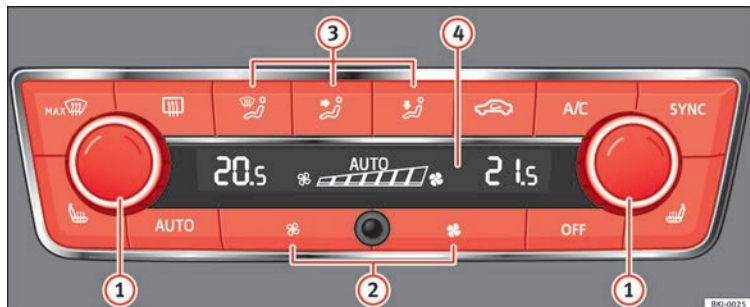 3 4
MAX A/C SYNC
20.5 AUTO 21.5
AUTO OFF
1 2 1
BKI-0025